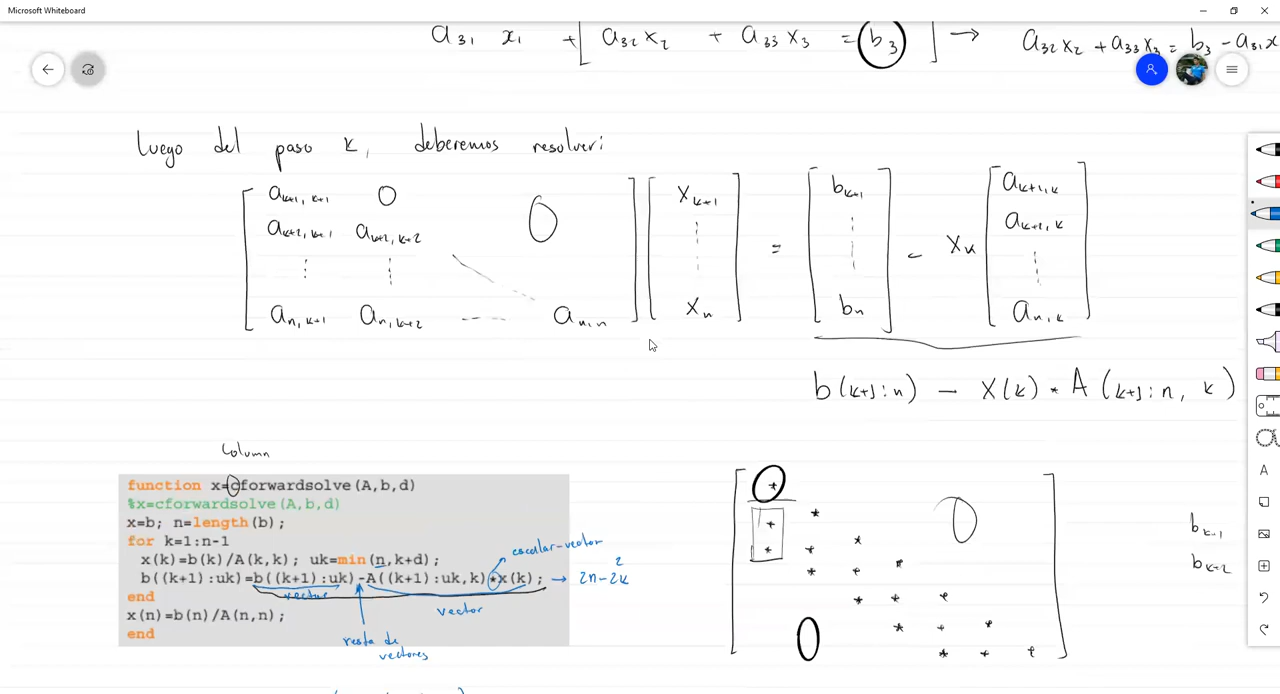 Microsoft Whiteboard
a31 x1 + [ a32 x2 + a33 x3 = b3 ] → a32 x2 + a33 x3 = b3 - a31 x
Luego del paso k, deberemos resolver:
ak+1,k+1 0 0 xk+1 bk+1 ak+1,k
ak+2,k+1 ak+2,k+2 = - xk ak+2,k
an,k+1 an,k+2 an,n xn bn an,k
b(k+1:n) - X(k) * A(k+1:n, k)
Column
function x=cforwardsolve(A,b,d)
%x=cforwardsolve(A,b,d)
x=b; n=length(b);
for k=1:n-1
x(k)=b(k)/A(k,k); uk=min(n,k+d);
b((k+1):uk)=b((k+1):uk)-A((k+1):uk,k)*x(k);
end
x(n)=b(n)/A(n,n);
end
escalar-vector
→ 2n-2k
2
vector
vector
resta de
vectores
*
* * 0
* * *
* * *
* * *
* * *
0 * * *
bk+1
bk+2
A